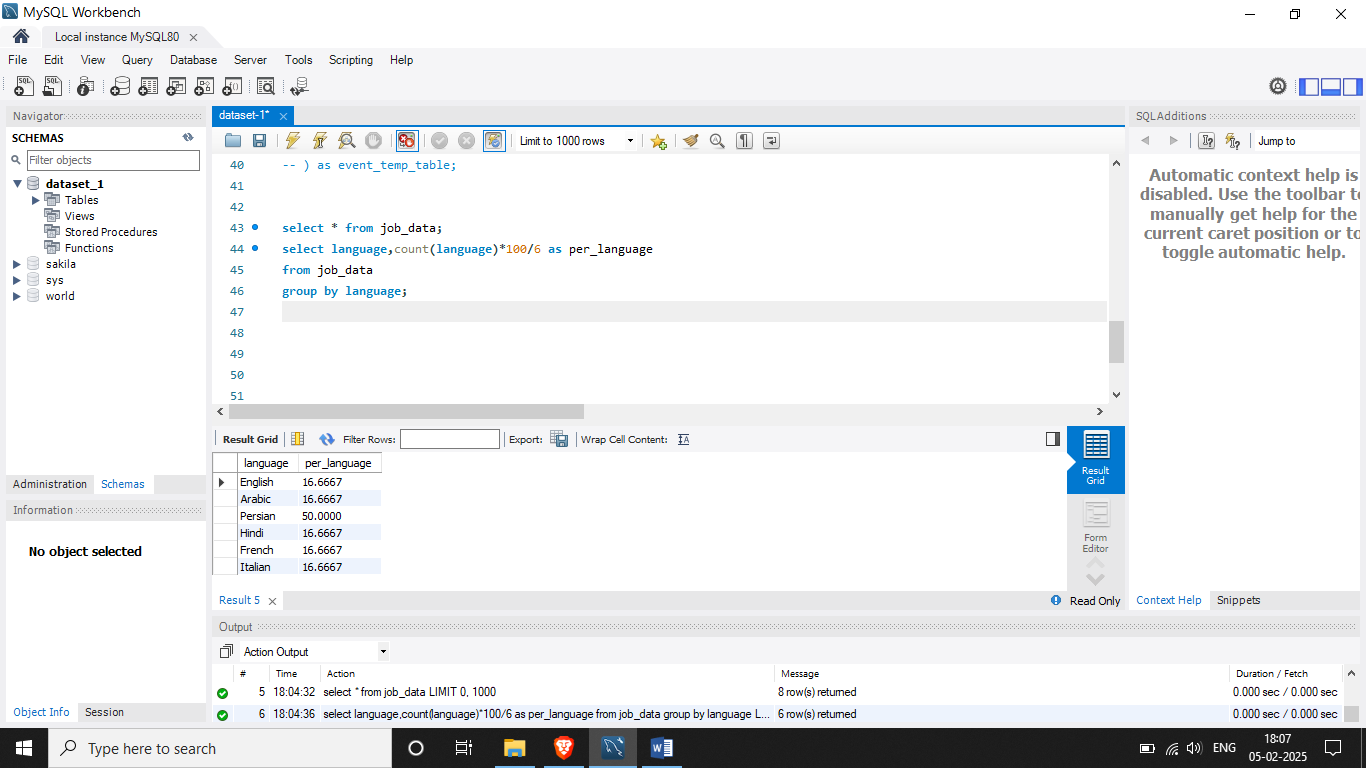 MySQL Workbench
Local instance MySQL80
File Edit View Query Database Server Tools Scripting Help
Navigator
SCHEMAS
Filter objects
dataset_1
Tables
Views
Stored Procedures
Functions
sakila
sys
world
Administration Schemas
Information
No object selected
Object Info Session
dataset-1*
Limit to 1000 rows
40 -- ) as event_temp_table;
41
42
43 select * from job_data;
44 select language,count(language)*100/6 as per_language
45 from job_data
46 group by language;
47
48
49
50
51
Result Grid Filter Rows: Export: Wrap Cell Content:
language per_language
English 16.6667
Arabic 16.6667
Persian 50.0000
Hindi 16.6667
French 16.6667
Italian 16.6667
Result Grid
Form Editor
Result 5
Read Only
SQLAdditions
Jump to
Automatic context help is
disabled. Use the toolbar to
manually get help for the
current caret position or to
toggle automatic help.
Context Help Snippets
Output
Action Output
# Time Action Message Duration / Fetch
5 18:04:32 select * from job_data LIMIT 0, 1000 8 row(s) returned 0.000 sec / 0.000 sec
6 18:04:36 select language,count(language)*100/6 as per_language from job_data group by language L... 6 row(s) returned 0.000 sec / 0.000 sec
Type here to search
ENG
18:07
05-02-2025